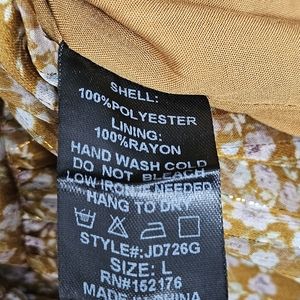 SHELL:
100%POLYESTER
LINING:
100%RAYON
HAND WASH COLD
DO NOT BLEACH
LOW IRON IF NEEDED
HANG TO DRY
STYLE#:JD726G
SIZE: L
RN#152176
MADE IN CHINA